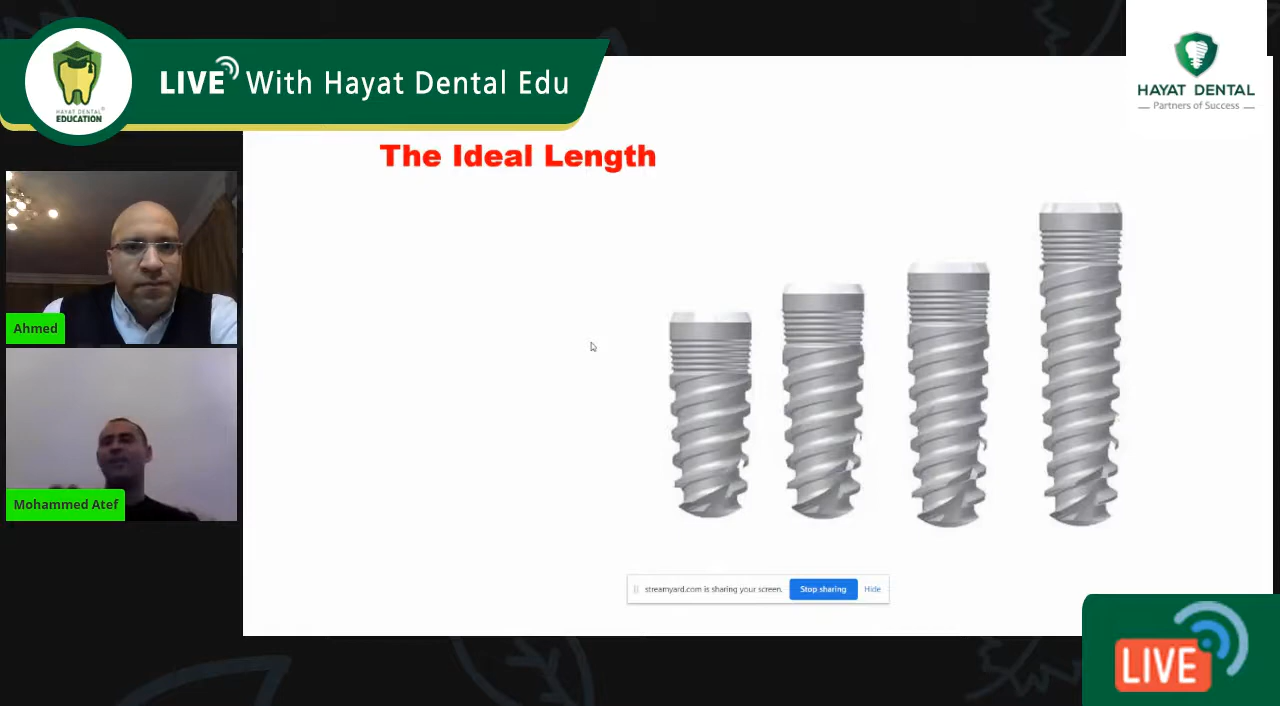 LIVE With Hayat Dental Edu
HAYAT DENTAL
EDUCATION
HAYAT DENTAL
Partners of Success
The Ideal Length
Ahmed
Mohammed Atef
streamyard.com is sharing your screen.
Stop sharing
Hide
LIVE